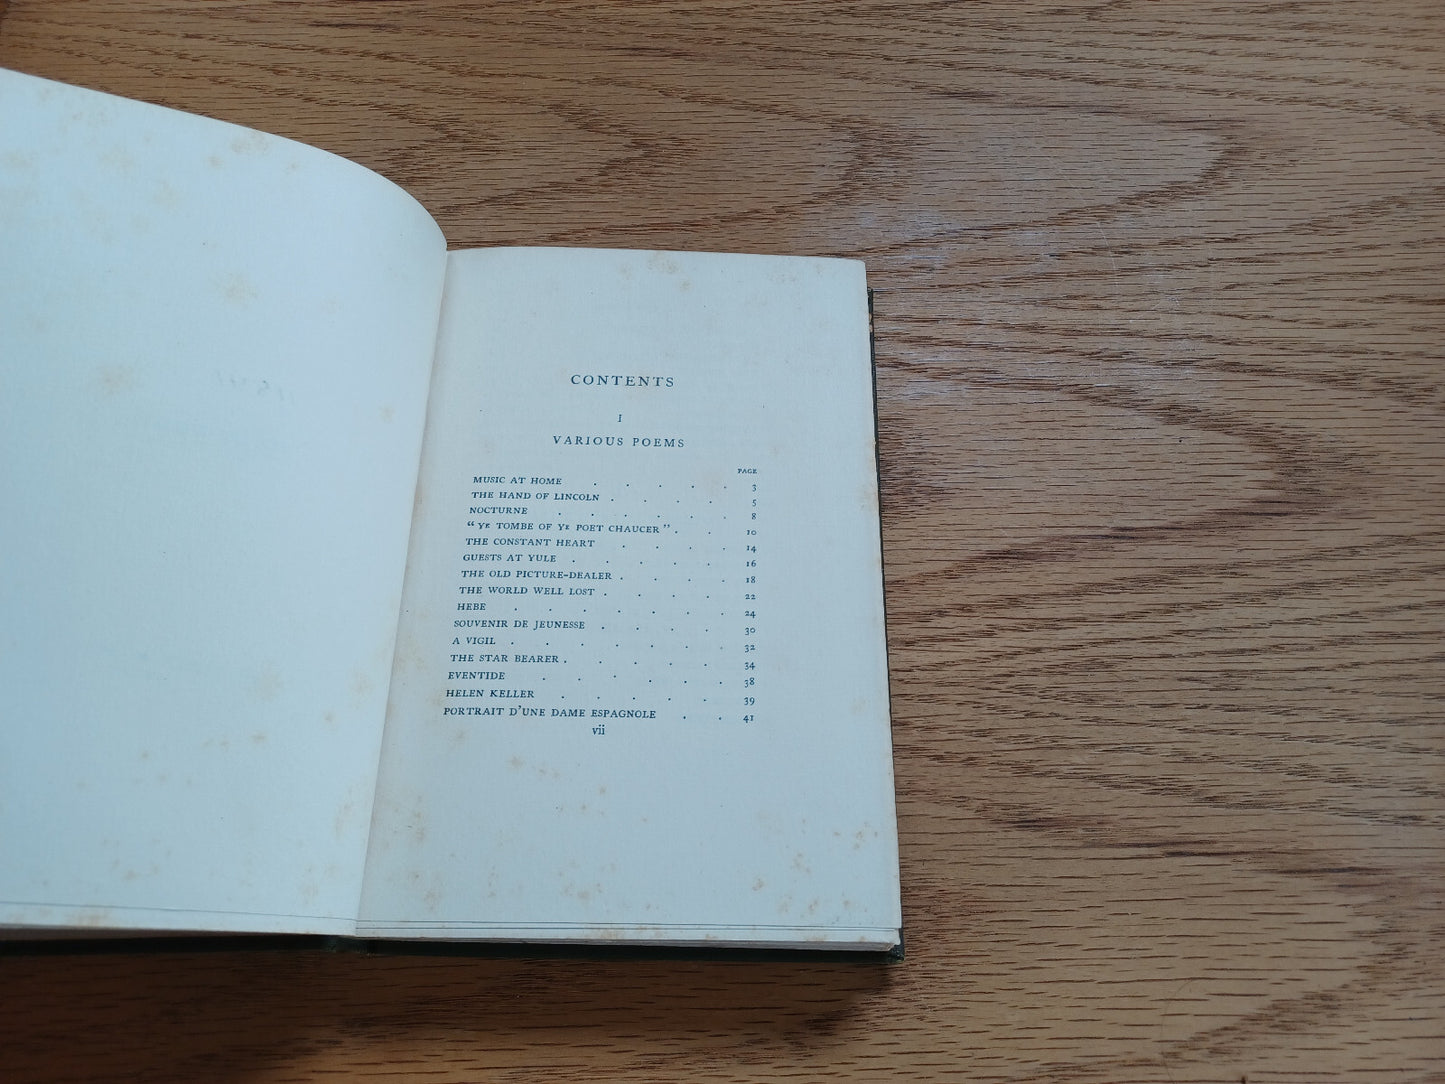 CONTENTS
I
VARIOUS POEMS
PAGE
MUSIC AT HOME . . . . . 3
THE HAND OF LINCOLN . . . . . 5
NOCTURNE . . . . . . 8
“YE TOMBE OF YE POET CHAUCER” . . . 10
THE CONSTANT HEART . . . . 14
GUESTS AT YULE . . . . . 16
THE OLD PICTURE-DEALER . . . . 18
THE WORLD WELL LOST . . . . . 22
HEBE . . . . . . . 24
SOUVENIR DE JEUNESSE . . . . 30
A VIGIL . . . . . . . 32
THE STAR BEARER . . . . . . 34
EVENTIDE . . . . . . 38
HELEN KELLER . . . . . 39
PORTRAIT D'UNE DAME ESPAGNOLE . . 41
vii